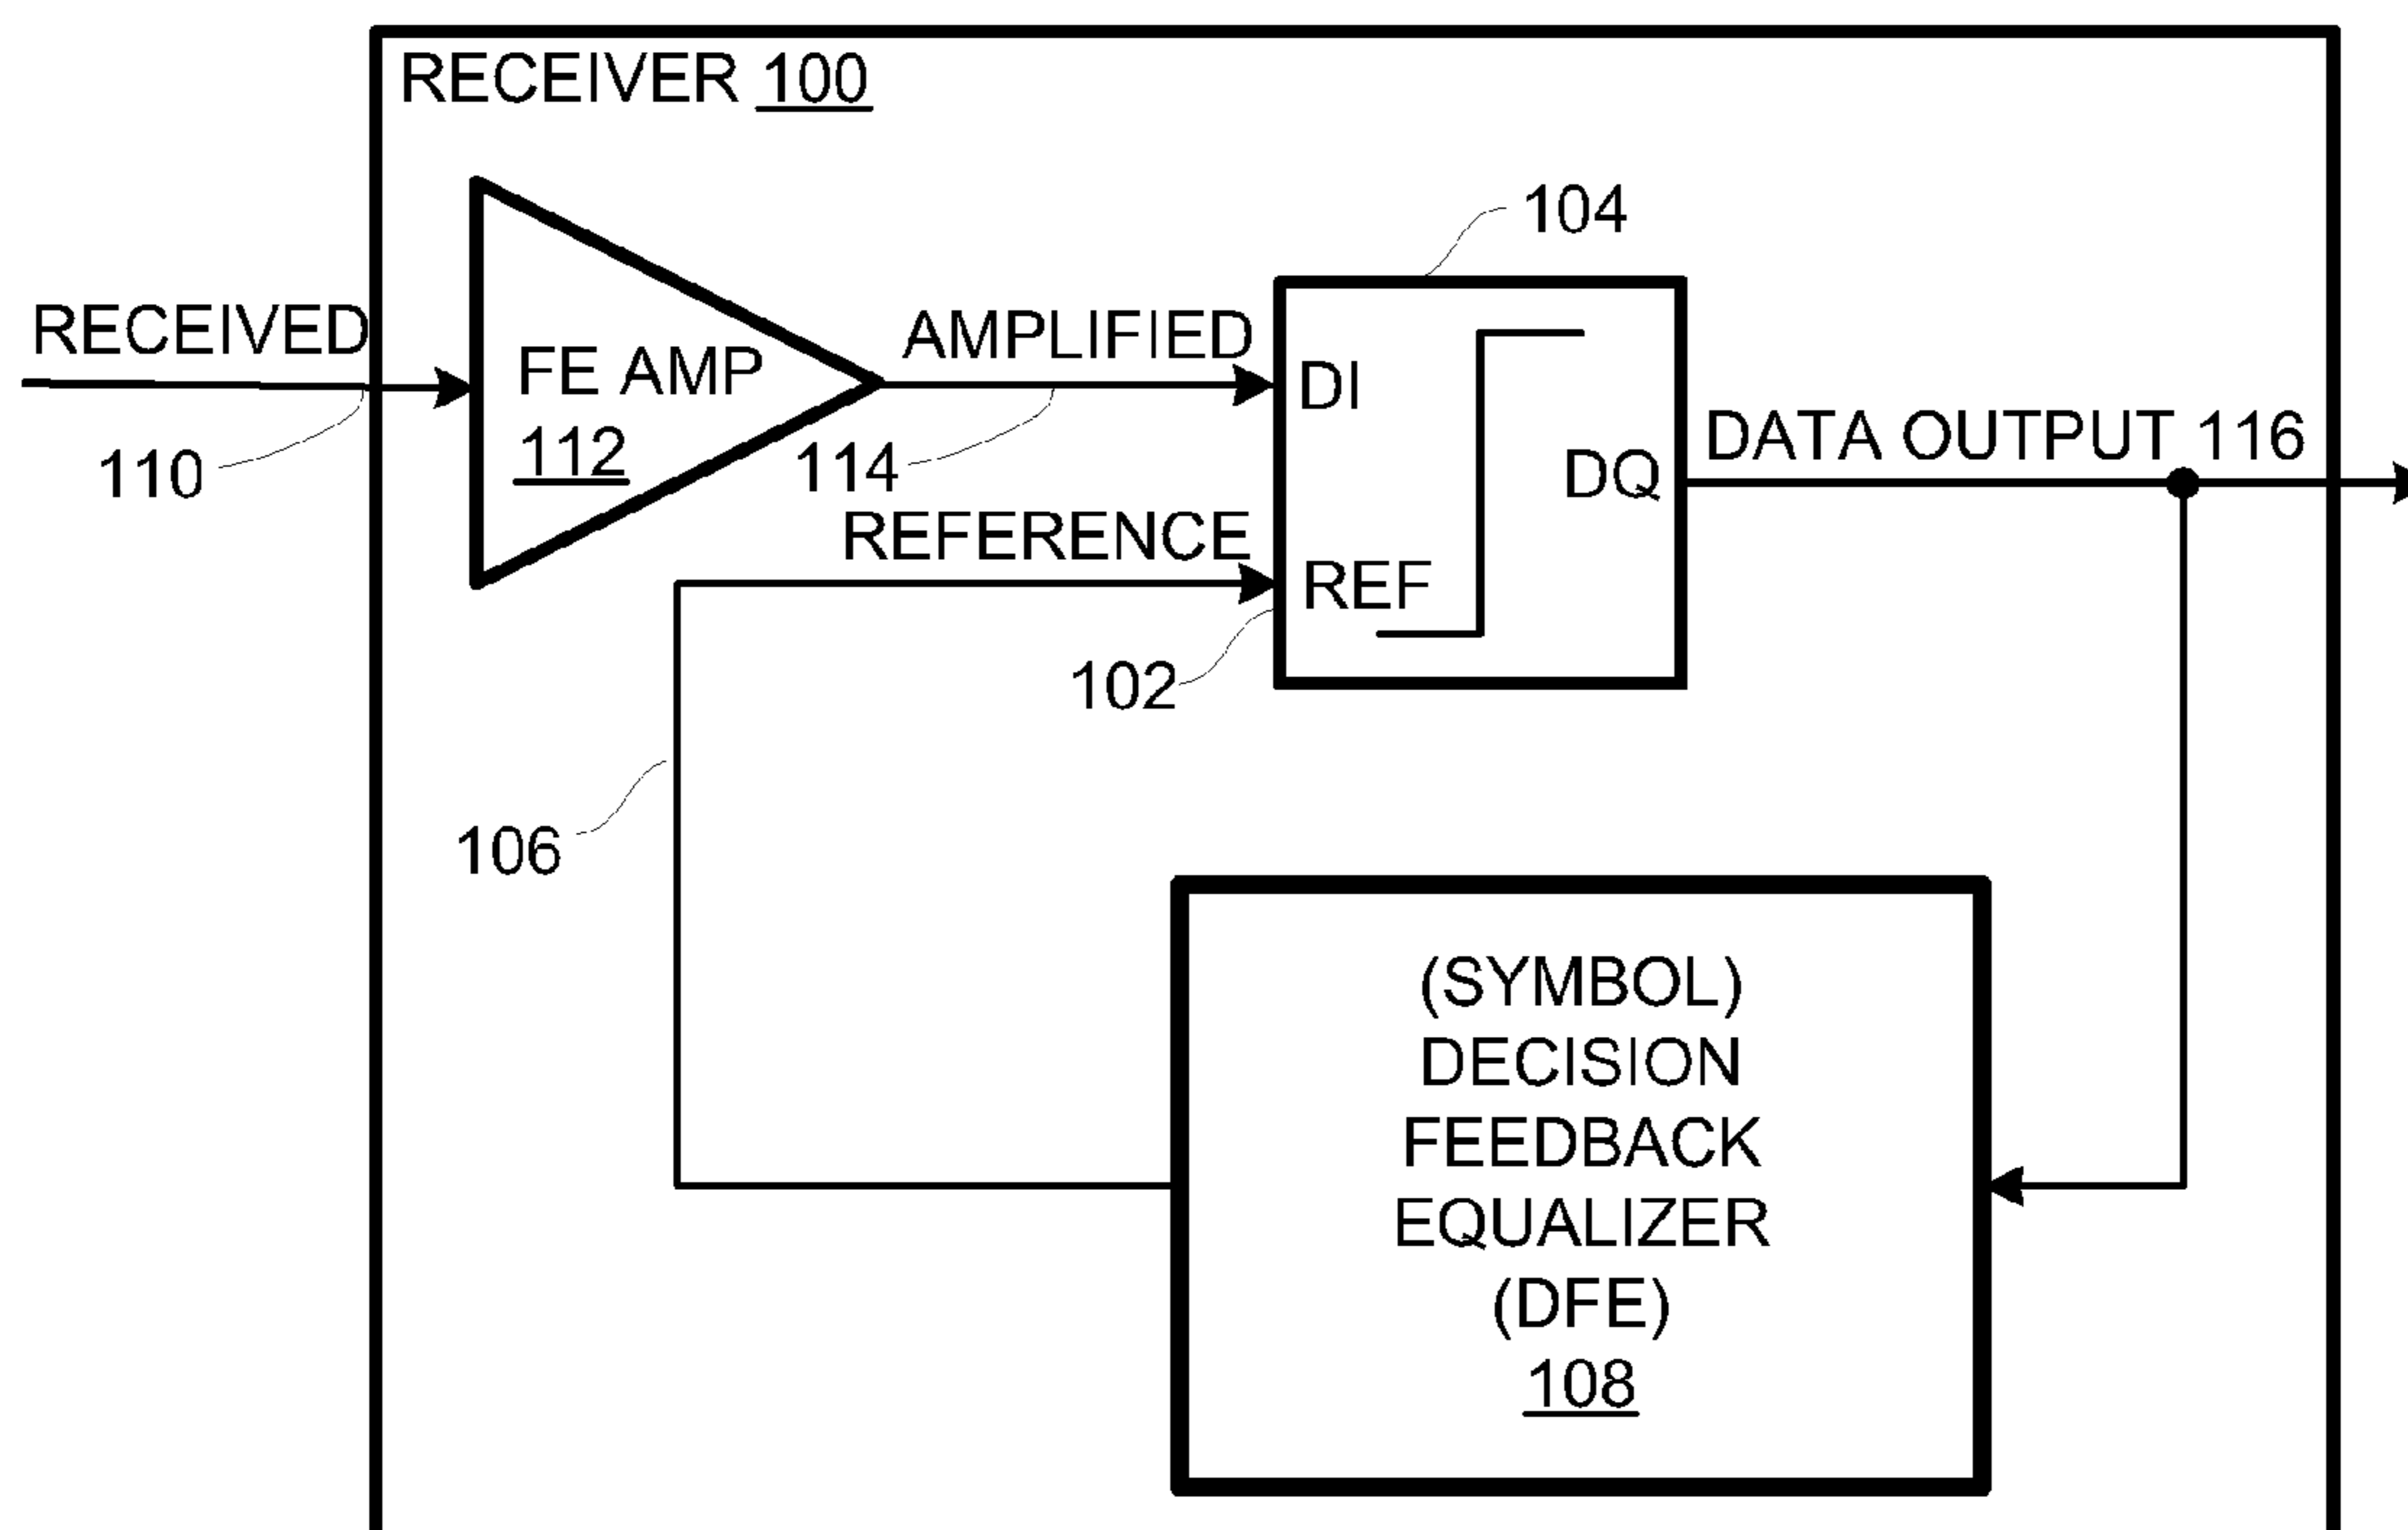 RECEIVER 100
104
RECEIVED
AMPLIFIED
FE AMP
112
DI
110
114
DATA OUTPUT 116
DQ
REFERENCE
REF
102
106
(SYMBOL)
DECISION
FEEDBACK
EQUALIZER
(DFE)
108